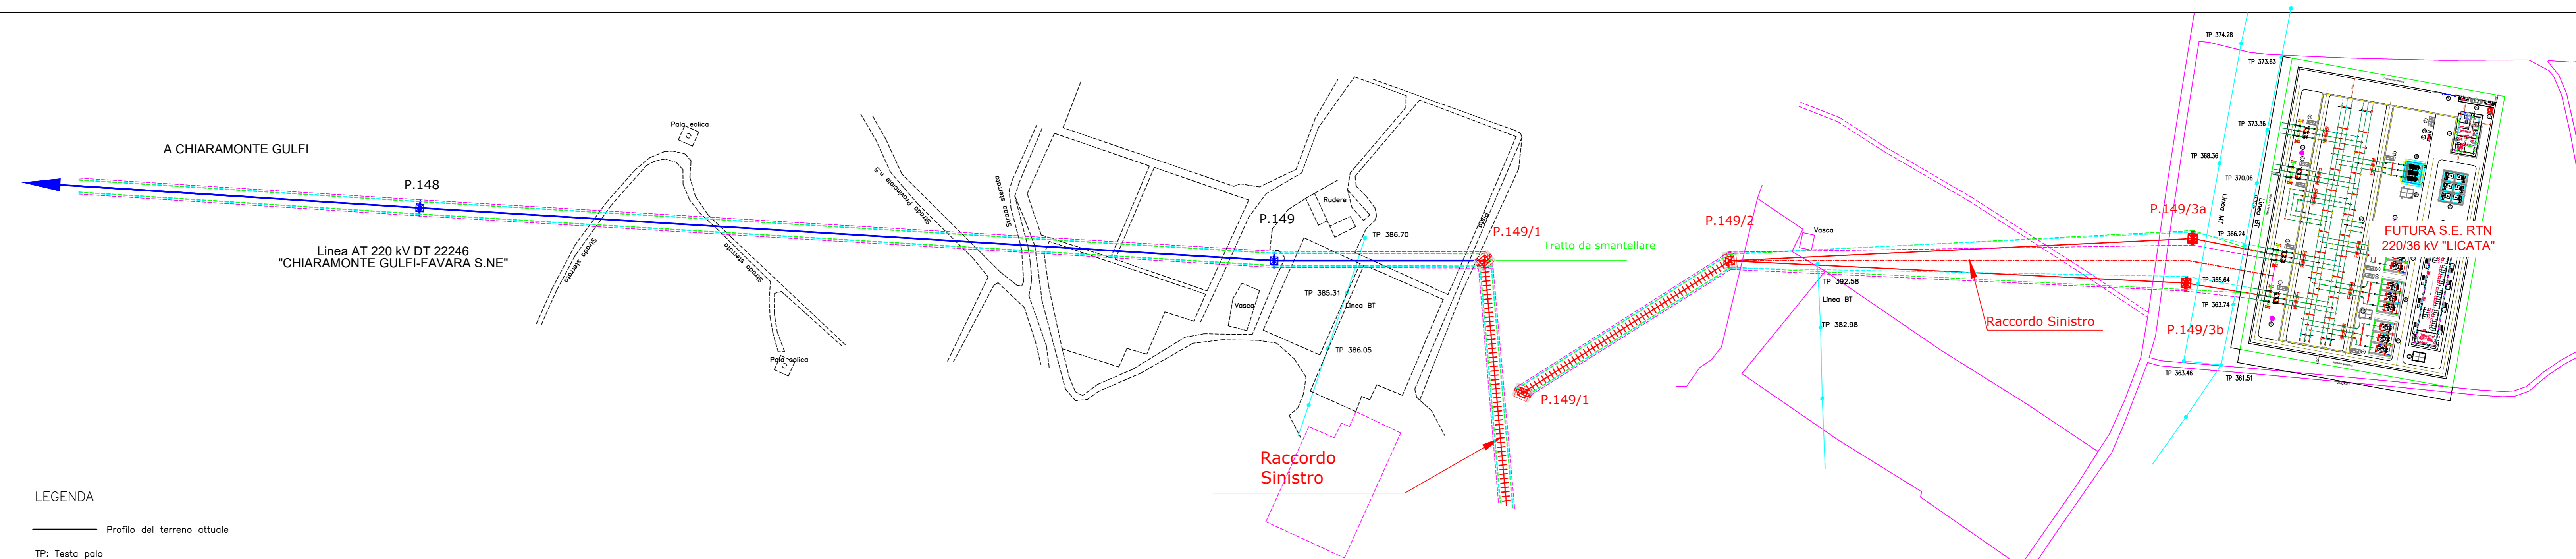 A CHIARAMONTE GULFI
P.148
Linea AT 220 kV DT 22246
"CHIARAMONTE GULFI-FAVARA S.NE"
Pala eolica
Strada sterrata
Strada sterrata
Pala eolica
Strada Provinciale n.5
Strada sterrata
P.149
Rudere
Vasca
TP 386.70
TP 385.31
Linea BT
TP 386.05
Pista
P.149/1
Tratto da smantellare
P.149/1
Raccordo
Sinistro
P.149/2
Vasca
TP 392.58
Linea BT
TP 382.98
Raccordo Sinistro
P.149/3a
P.149/3b
TP 374.28
TP 373.63
TP 373.36
TP 368.36
TP 370.06
Linea MT
Linea BT
TP 366.24
TP 365.64
TP 363.74
TP 363.46
TP 361.51
FUTURA S.E. RTN
220/36 kV "LICATA"
LEGENDA
Profilo del terreno attuale
TP: Testa palo